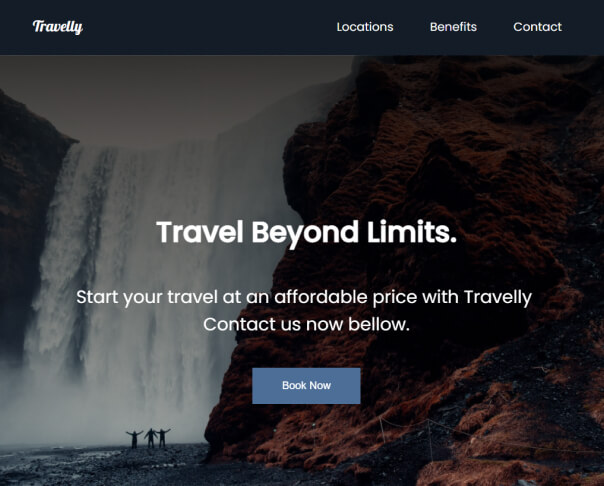 Travelly
Locations Benefits Contact
Travel Beyond Limits.
Start your travel at an affordable price with Travelly
Contact us now bellow.
Book Now